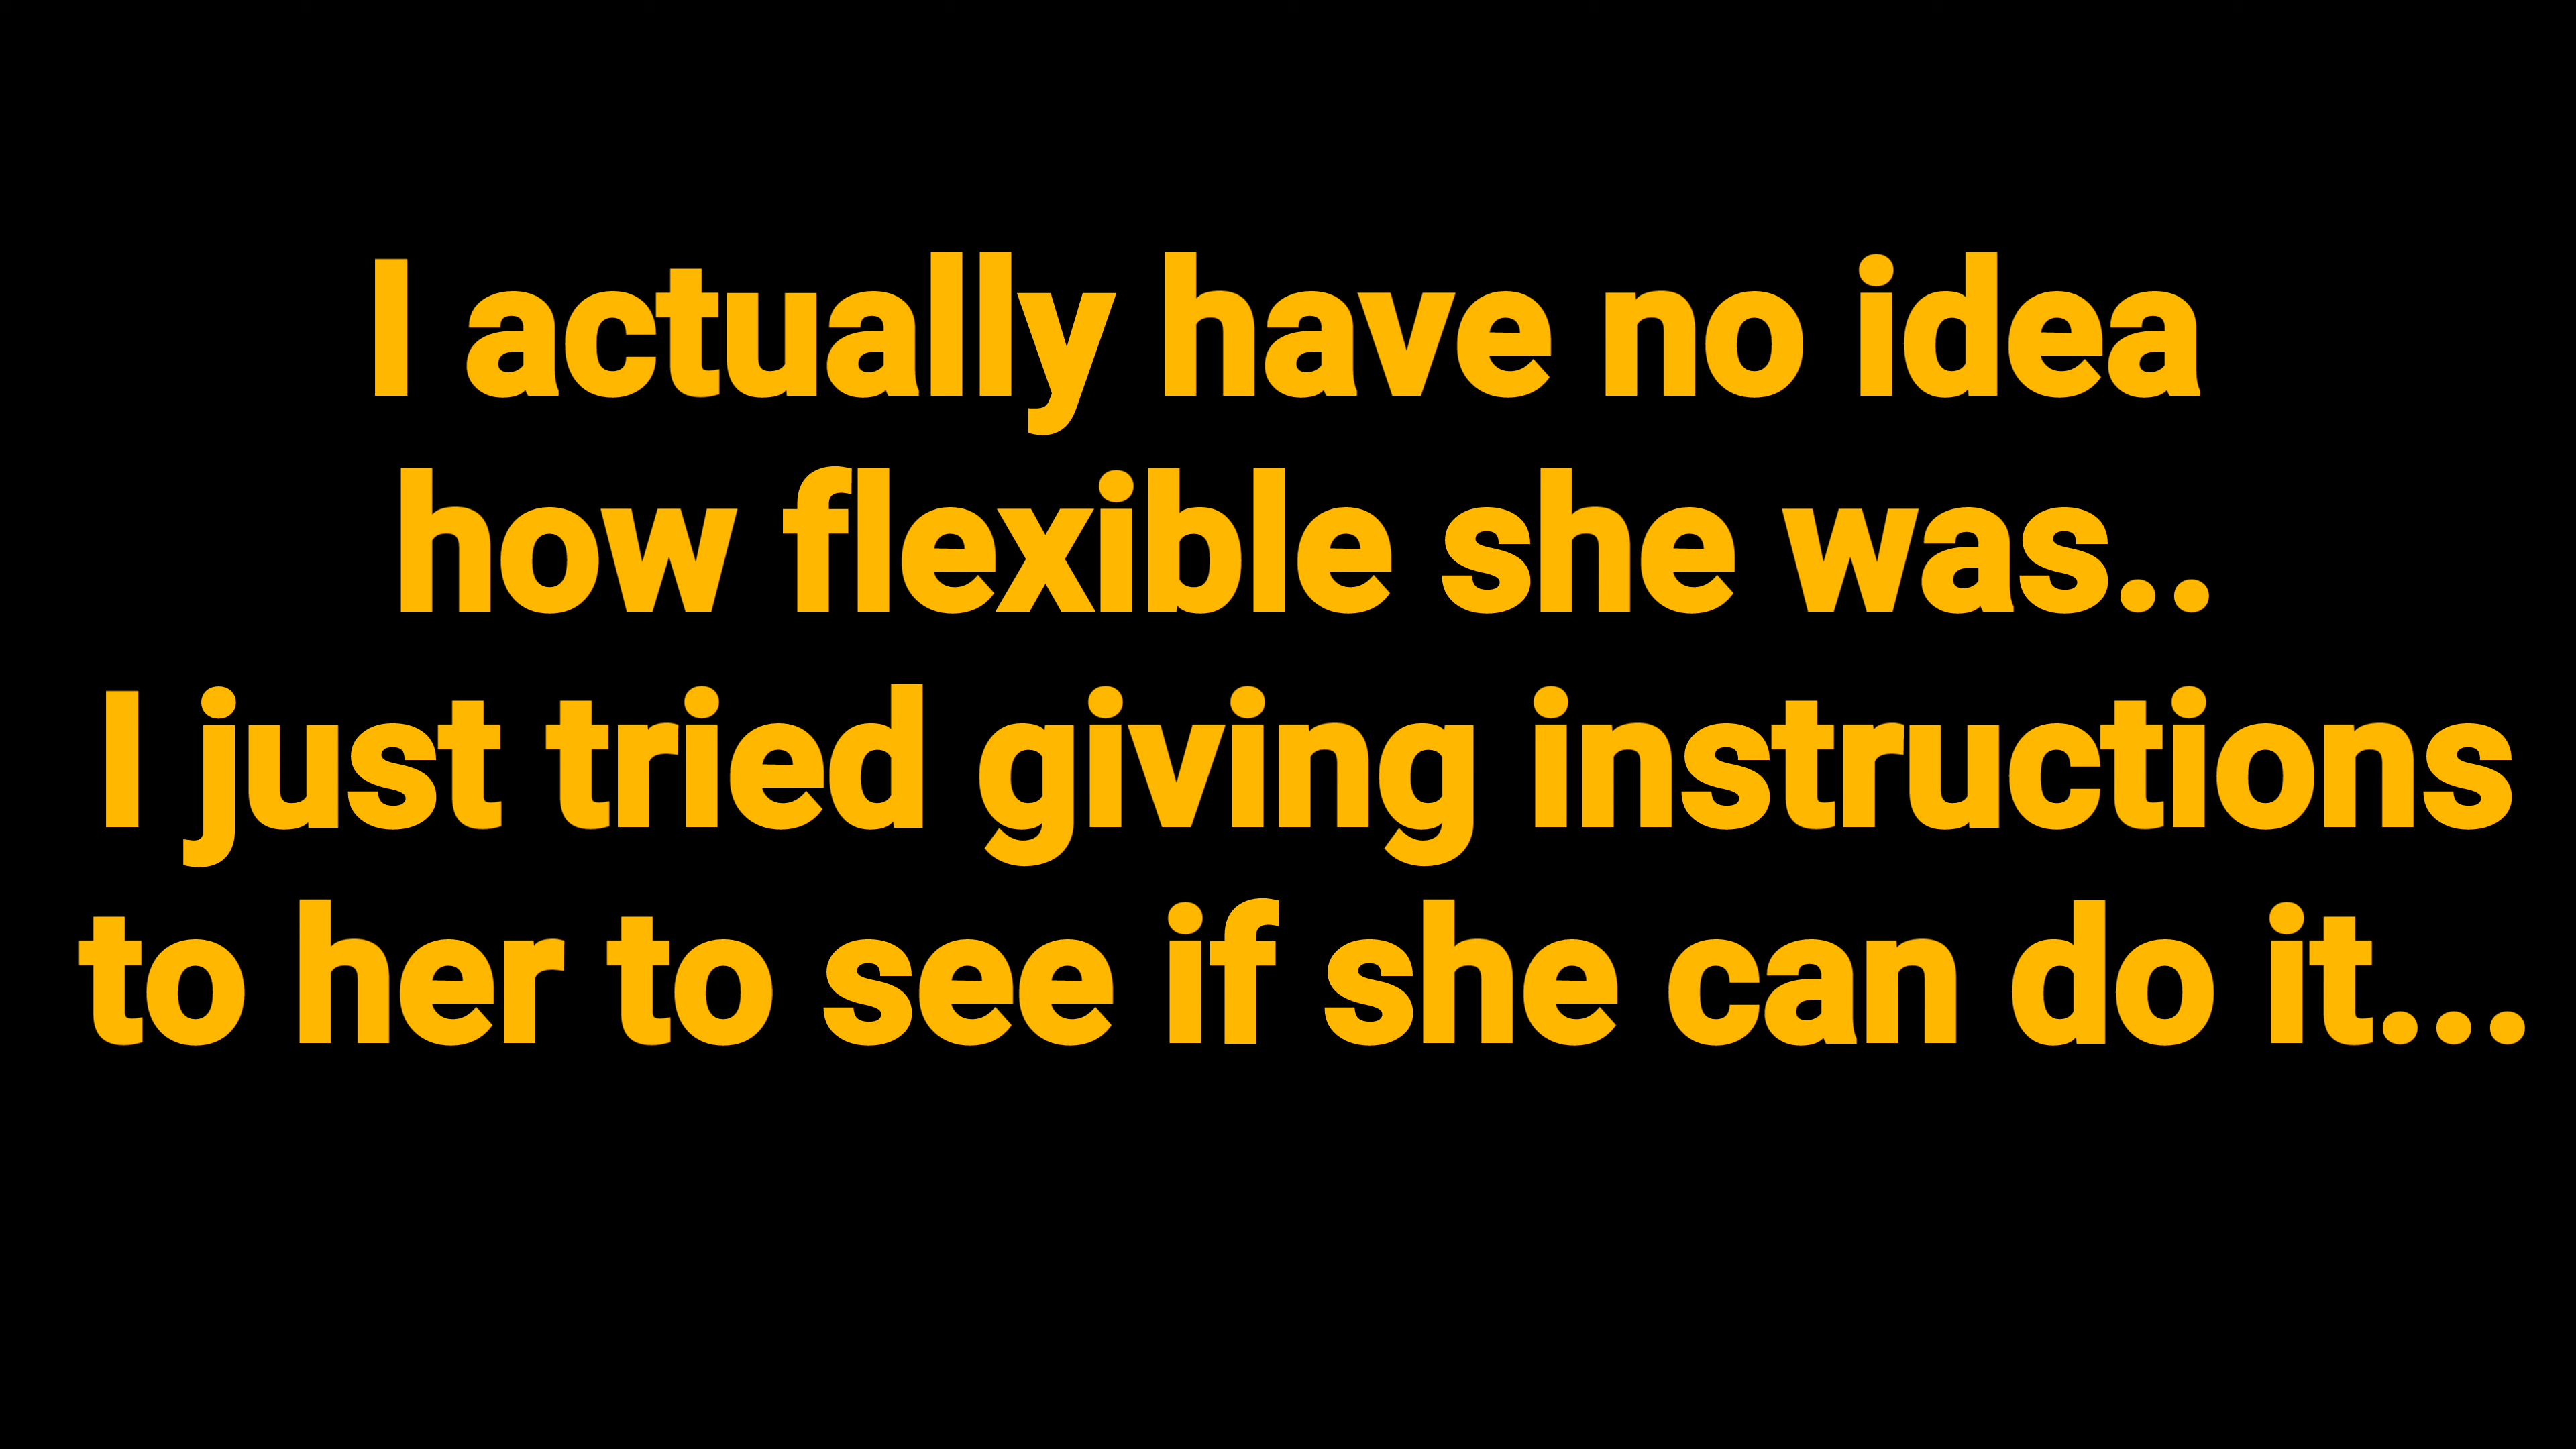 I actually have no idea
how flexible she was..
I just tried giving instructions
to her to see if she can do it...